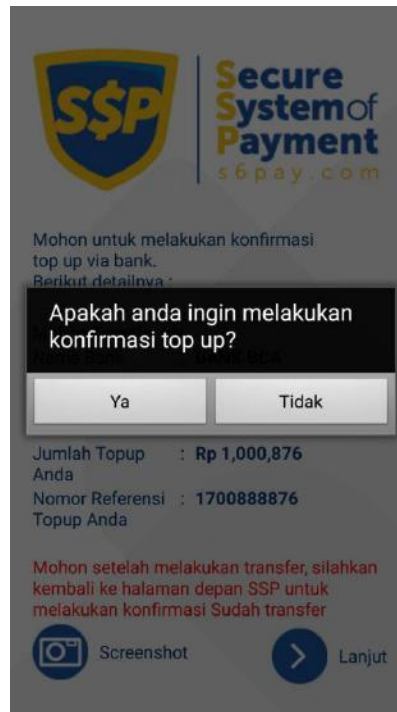 S$P
Secure
System of
Payment
s6pay.com
Mohon untuk melakukan konfirmasi
top up via bank.
Berikut detailnya :
Apakah anda ingin melakukan
konfirmasi top up?
Ya
Tidak
Jumlah Topup : Rp 1,000,876
Anda
Nomor Referensi : 1700888876
Topup Anda
Mohon setelah melakukan transfer, silahkan
kembali ke halaman depan SSP untuk
melakukan konfirmasi Sudah transfer
Screenshot
Lanjut